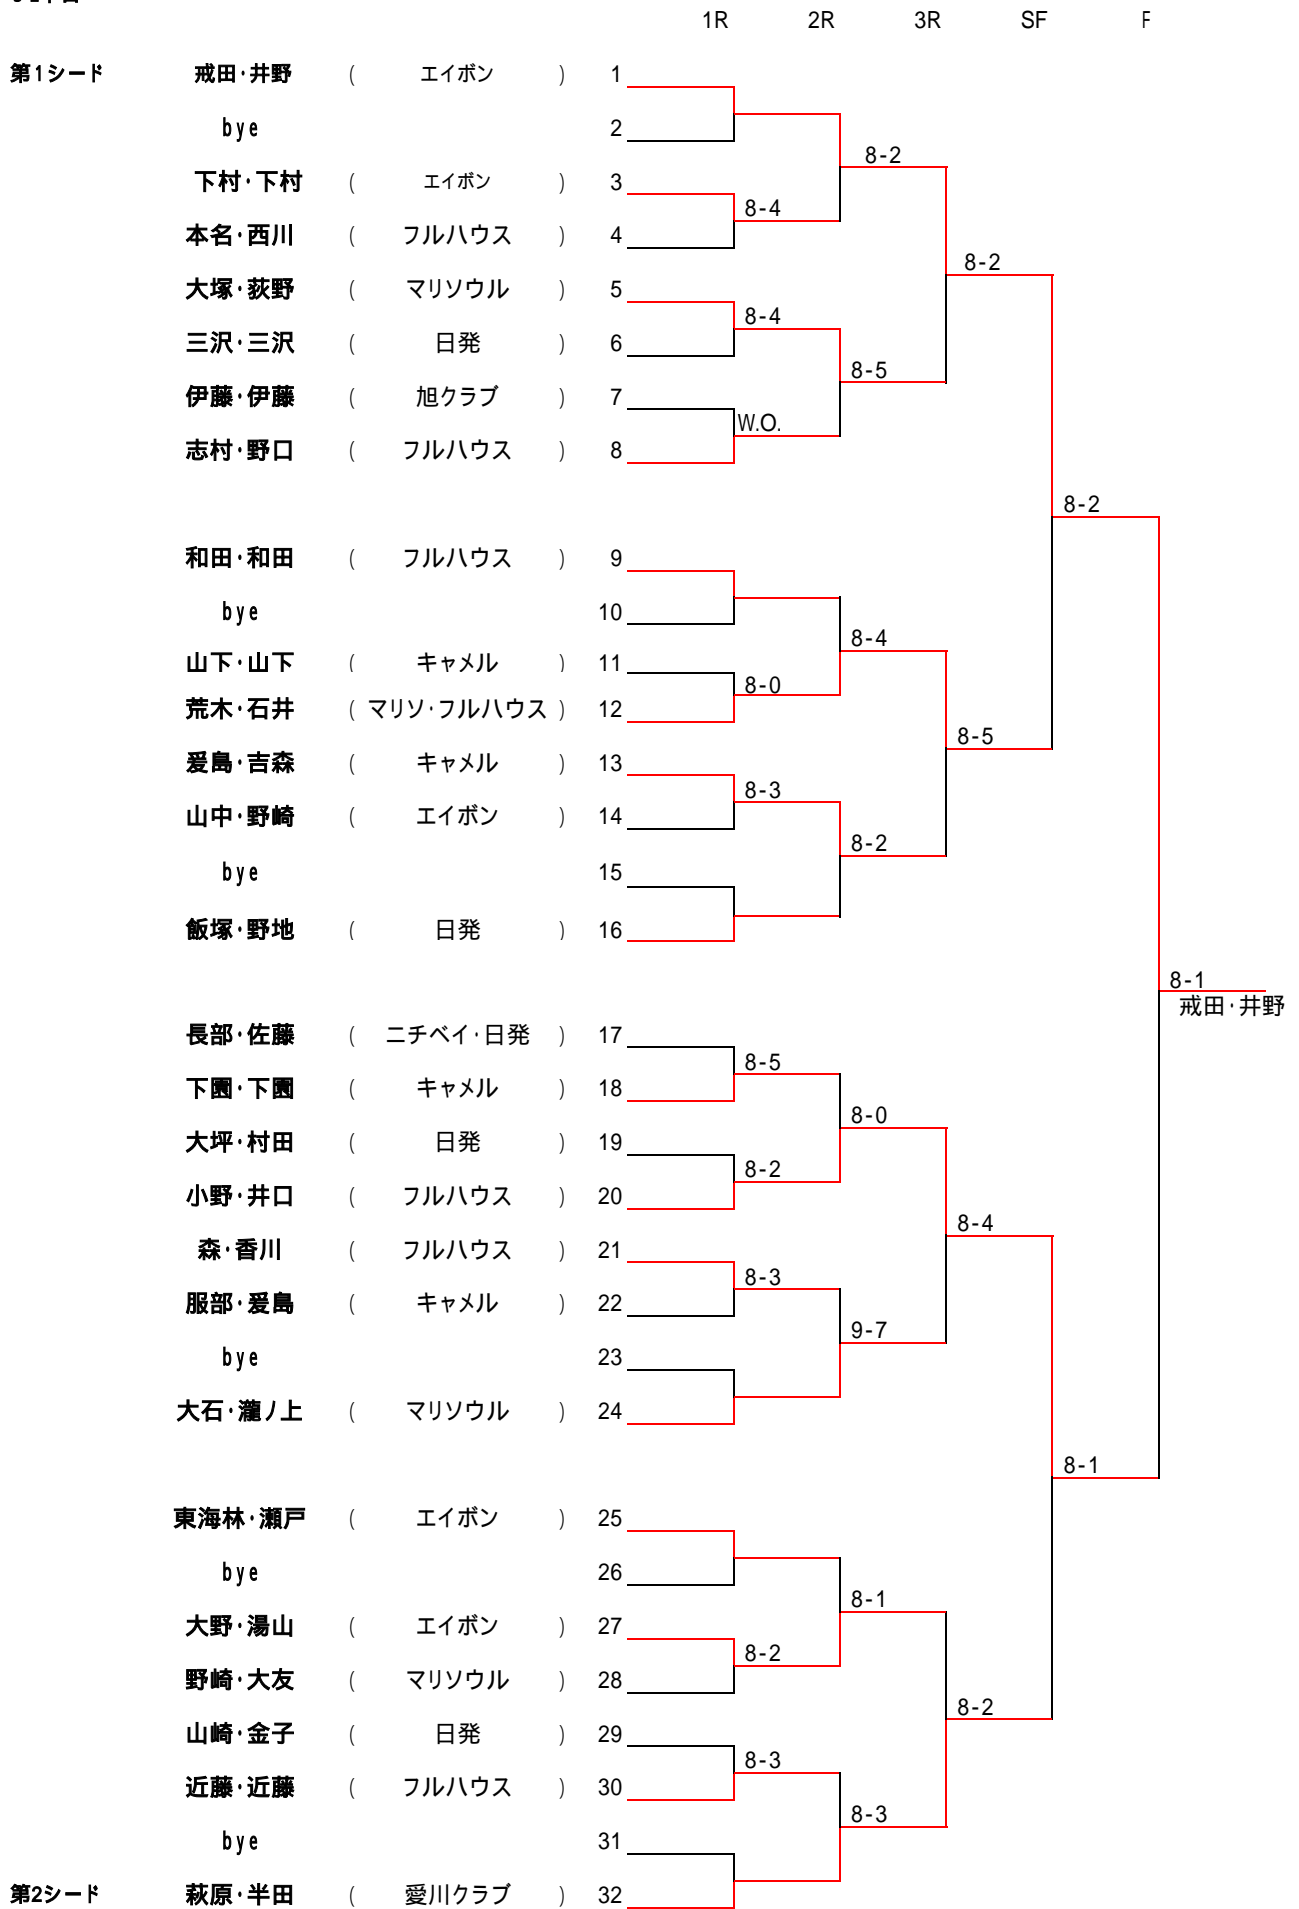 1R 2R 3R SF F
第1シード 戒田・井野 ( エイボン ) 1
bye 2
8-2
下村・下村 ( エイボン ) 3
8-4
本名・西川 ( フルハウス ) 4
8-2
大塚・荻野 ( マリソウル ) 5
8-4
三沢・三沢 ( 日発 ) 6
8-5
伊藤・伊藤 ( 旭クラブ ) 7
W.O.
志村・野口 ( フルハウス ) 8
8-2
和田・和田 ( フルハウス ) 9
bye 10
8-4
山下・山下 ( キャメル ) 11
8-0
荒木・石井 ( マリソ・フルハウス ) 12
8-5
爰島・吉森 ( キャメル ) 13
8-3
山中・野崎 ( エイボン ) 14
8-2
bye 15
飯塚・野地 ( 日発 ) 16
8-1
戒田・井野
長部・佐藤 ( ニチベイ・日発 ) 17
8-5
下園・下園 ( キャメル ) 18
8-0
大坪・村田 ( 日発 ) 19
8-2
小野・井口 ( フルハウス ) 20
8-4
森・香川 ( フルハウス ) 21
8-3
服部・爰島 ( キャメル ) 22
9-7
bye 23
大石・瀧ノ上 ( マリソウル ) 24
8-1
東海林・瀬戸 ( エイボン ) 25
bye 26
8-1
大野・湯山 ( エイボン ) 27
8-2
野崎・大友 ( マリソウル ) 28
8-2
山崎・金子 ( 日発 ) 29
8-3
近藤・近藤 ( フルハウス ) 30
8-3
bye 31
第2シード 萩原・半田 ( 愛川クラブ ) 32